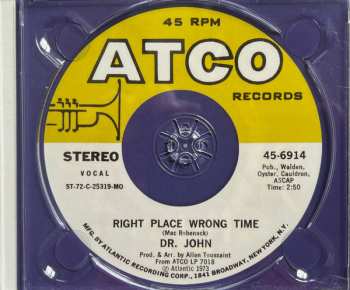 45 RPM
ATCO
RECORDS
STEREO
VOCAL
ST-72-C-25319-MO
45-6914
Pub., Walden,
Oyster, Cauldron,
ASCAP
Time: 2:50
RIGHT PLACE WRONG TIME
(Mac Rebenack)
DR. JOHN
Prod. & Arr. by Allen Toussaint
From ATCO LP 7018
℗ Atlantic 1973
MFG. BY ATLANTIC RECORDING CORP., 1841 BROADWAY, NEW YORK, N.Y.